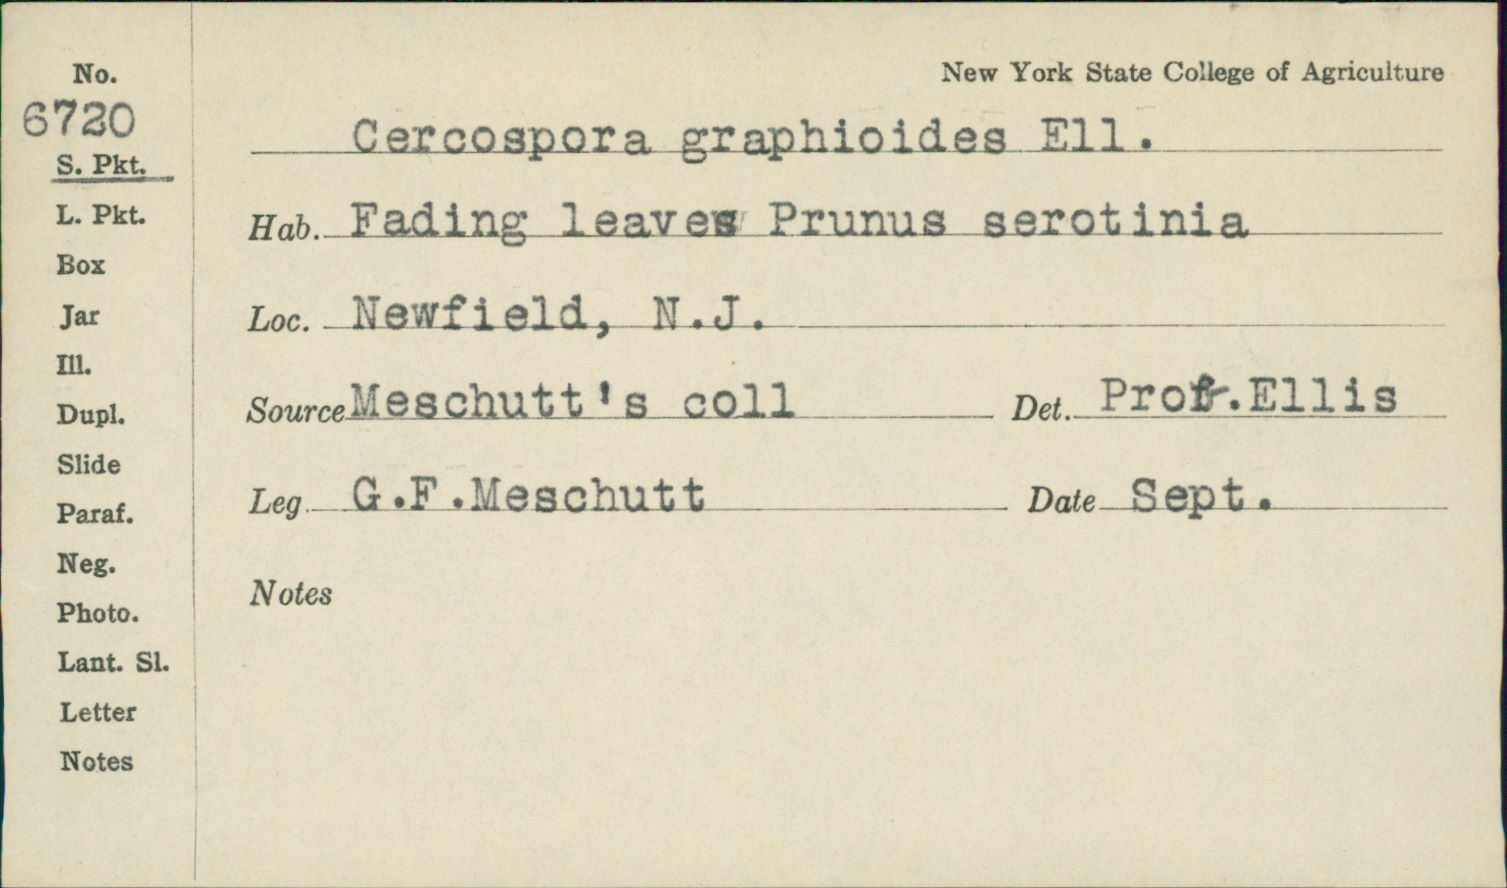 New York State College of Agriculture
No.
6720
S. Pkt.
L. Pkt.
Box
Jar
Ill.
Dupl.
Slide
Paraf.
Neg.
Photo.
Lant. Sl.
Letter
Notes
Cercospora graphioides Ell.
Hab. Fading leaves Prunus serotinia
Loc. Newfield, N.J.
Source Meschutt's coll Det. Prof.Ellis
Leg G.F.Meschutt Date Sept.
Notes